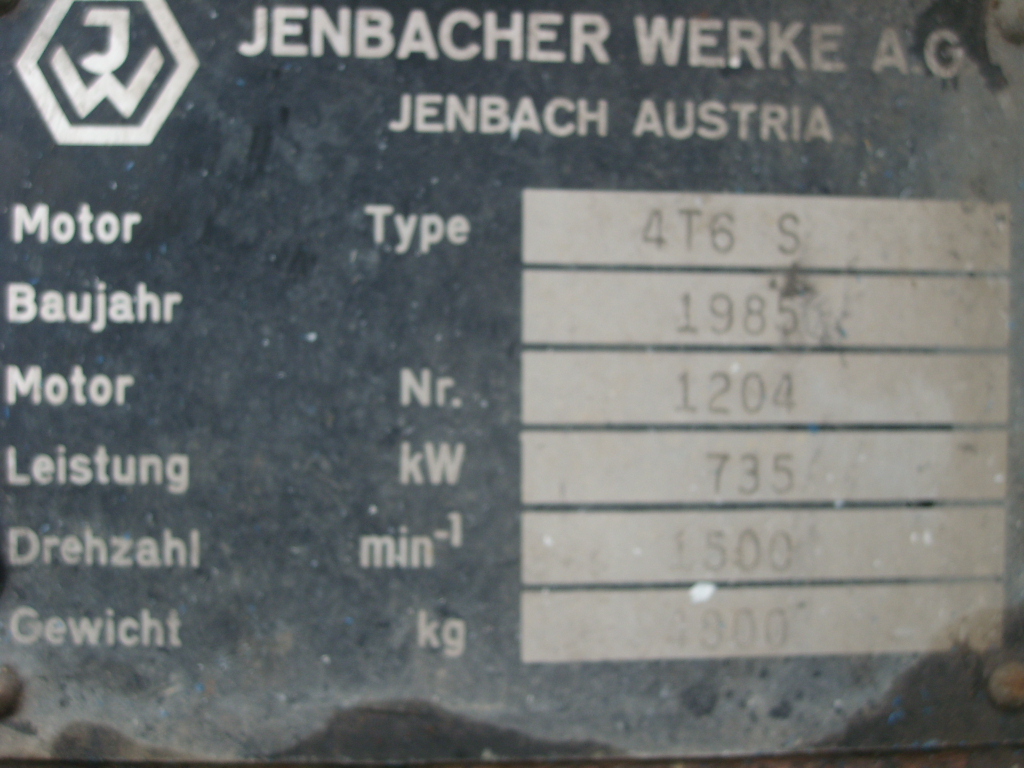 JW
JENBACHER WERKE A.G
JENBACH AUSTRIA
Motor Type 4T6 S
Baujahr 1985
Motor Nr. 1204
Leistung kW 735
Drehzahl min⁻¹ 1500
Gewicht kg